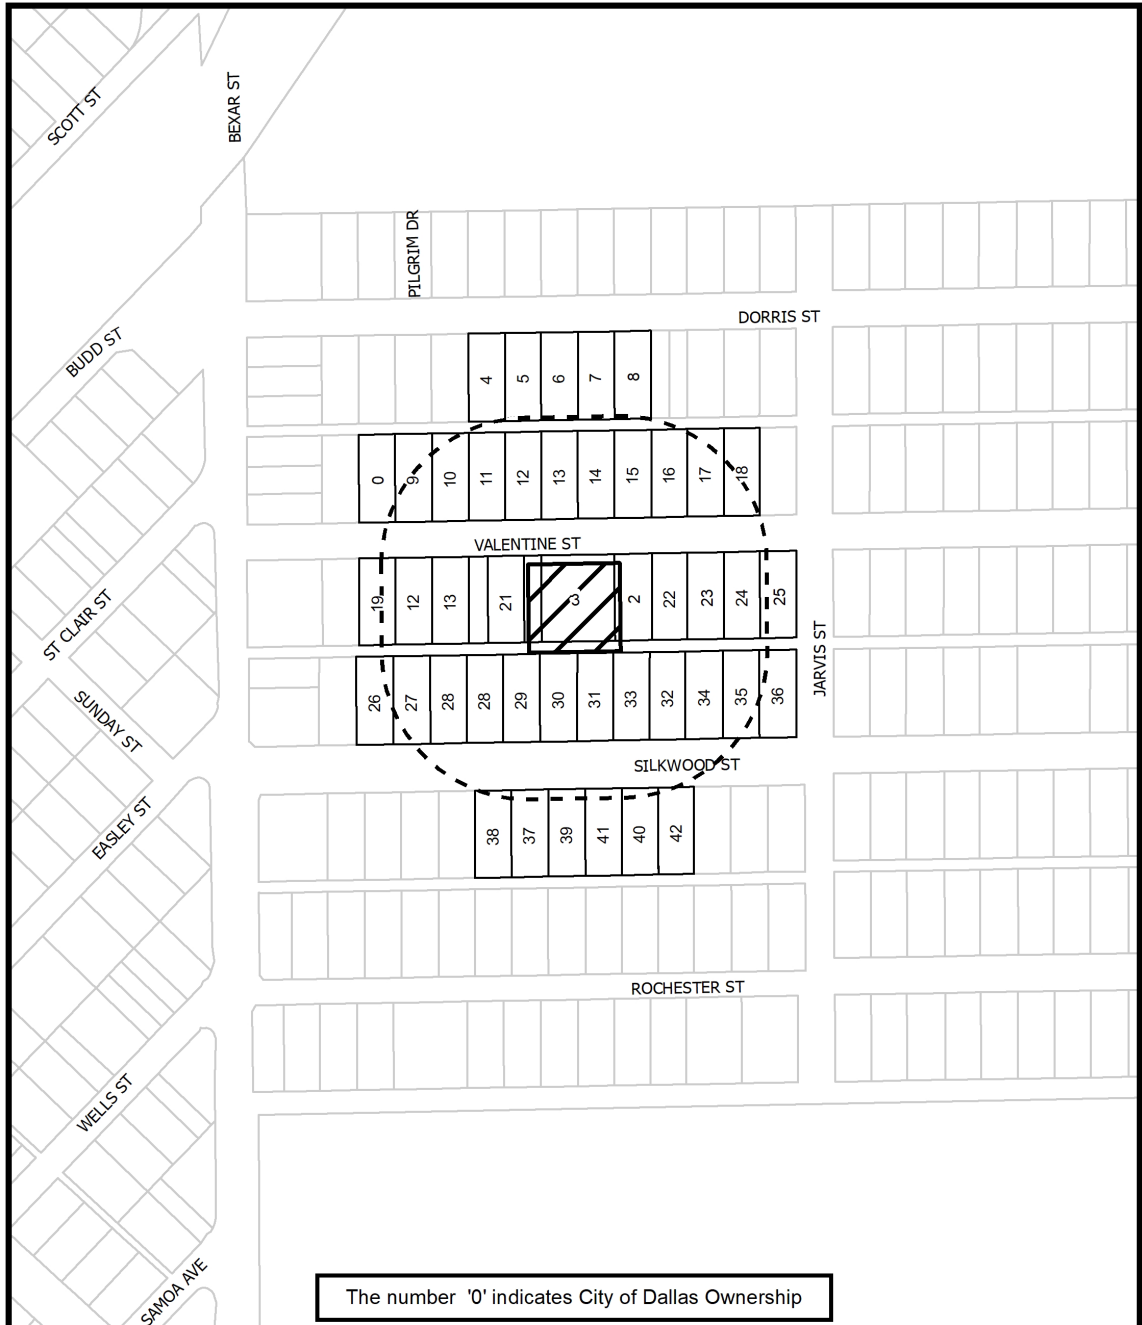 SCOTT ST
BEXAR ST
PILGRIM DR
DORRIS ST
BUDD ST
4 5 6 7 8
0 9 10 11 12 13 14 15 16 17 18
VALENTINE ST
19 12 13 21 3 2 22 23 24 25
ST CLAIR ST
JARVIS ST
26 27 28 28 29 30 31 33 32 34 35 36
SUNDAY ST
SILKWOOD ST
EASLEY ST
38 37 39 41 40 42
ROCHESTER ST
WELLS ST
SAMOA AVE
The number '0' indicates City of Dallas Ownership